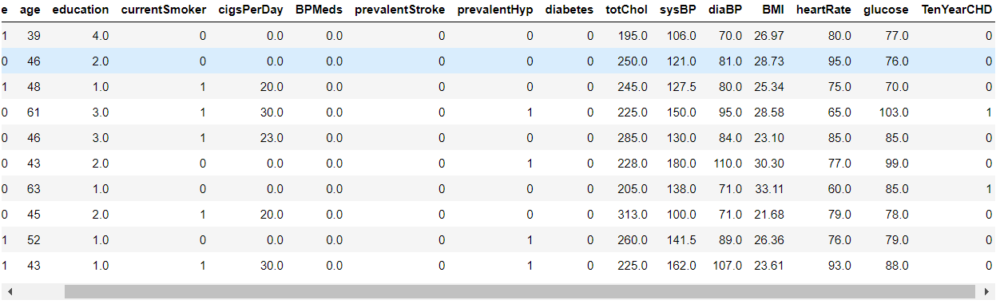 e age education currentSmoker cigsPerDay BPMeds prevalentStroke prevalentHyp diabetes totChol sysBP diaBP BMI heartRate glucose TenYearCHD
1 39 4.0 0 0.0 0.0 0 0 0 195.0 106.0 70.0 26.97 80.0 77.0 0
0 46 2.0 0 0.0 0.0 0 0 0 250.0 121.0 81.0 28.73 95.0 76.0 0
1 48 1.0 1 20.0 0.0 0 0 0 245.0 127.5 80.0 25.34 75.0 70.0 0
0 61 3.0 1 30.0 0.0 0 1 0 225.0 150.0 95.0 28.58 65.0 103.0 1
0 46 3.0 1 23.0 0.0 0 0 0 285.0 130.0 84.0 23.10 85.0 85.0 0
0 43 2.0 0 0.0 0.0 0 1 0 228.0 180.0 110.0 30.30 77.0 99.0 0
0 63 1.0 0 0.0 0.0 0 0 0 205.0 138.0 71.0 33.11 60.0 85.0 1
0 45 2.0 1 20.0 0.0 0 0 0 313.0 100.0 71.0 21.68 79.0 78.0 0
1 52 1.0 0 0.0 0.0 0 1 0 260.0 141.5 89.0 26.36 76.0 79.0 0
1 43 1.0 1 30.0 0.0 0 1 0 225.0 162.0 107.0 23.61 93.0 88.0 0